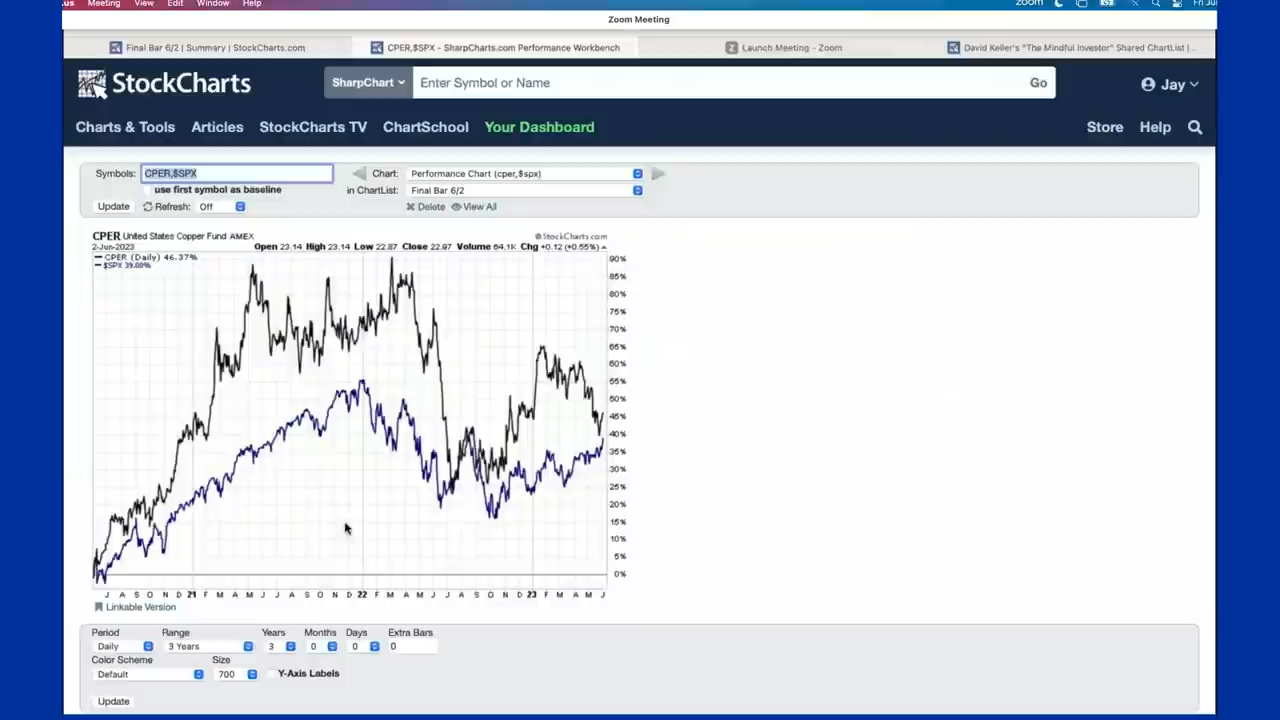 Meeting View Edit Window Help zoom
Zoom Meeting
Final Bar 6/2 | Summary | StockCharts.com
CPER,$SPX - SharpCharts.com Performance Workbench
Launch Meeting - Zoom
David Keller's "The Mindful Investor" Shared ChartList | ...
StockCharts
SharpChart Enter Symbol or Name Go
Jay
Charts & Tools Articles StockCharts TV ChartSchool Your Dashboard Store Help
Symbols: CPER,$SPX Chart: Performance Chart (cper,$spx)
use first symbol as baseline in ChartList: Final Bar 6/2
Update Refresh: Off Delete View All
CPER United States Copper Fund AMEX © StockCharts.com
2-Jun-2023 Open 23.14 High 23.14 Low 22.87 Close 22.97 Volume 64.1K Chg +0.12 (+0.55%)
CPER (Daily) 46.37%
$SPX 39.00%
90%
85%
80%
75%
70%
65%
60%
55%
50%
45%
40%
35%
30%
25%
20%
15%
10%
5%
0%
J A S O N D 21 F M A M J J A S O N D 22 F M A M J J A S O N D 23 F M A M J
Linkable Version
Period Range Years Months Days Extra Bars
Daily 3 Years 3 0 0 0
Color Scheme Size
Default 700 Y-Axis Labels
Update